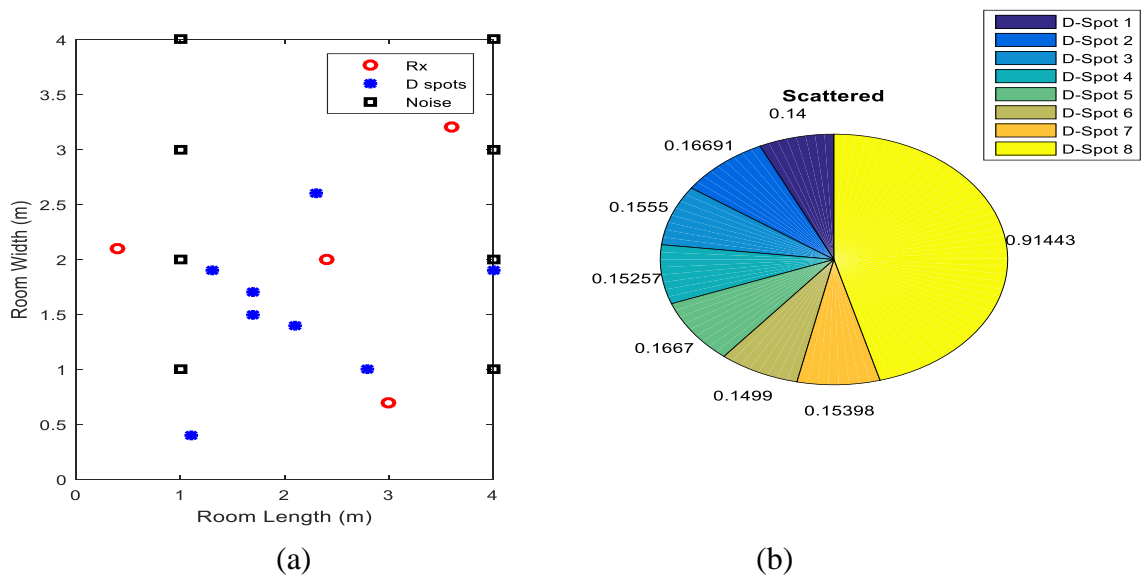 4
3.5
3
2.5
2
1.5
1
0.5
0
0
1
2
3
4
Room Width (m)
Room Length (m)
Rx
D spots
Noise
(a)
D-Spot 1
D-Spot 2
D-Spot 3
D-Spot 4
D-Spot 5
D-Spot 6
D-Spot 7
D-Spot 8
Scattered
0.14
0.16691
0.1555
0.15257
0.1667
0.1499
0.15398
0.91443
(b)